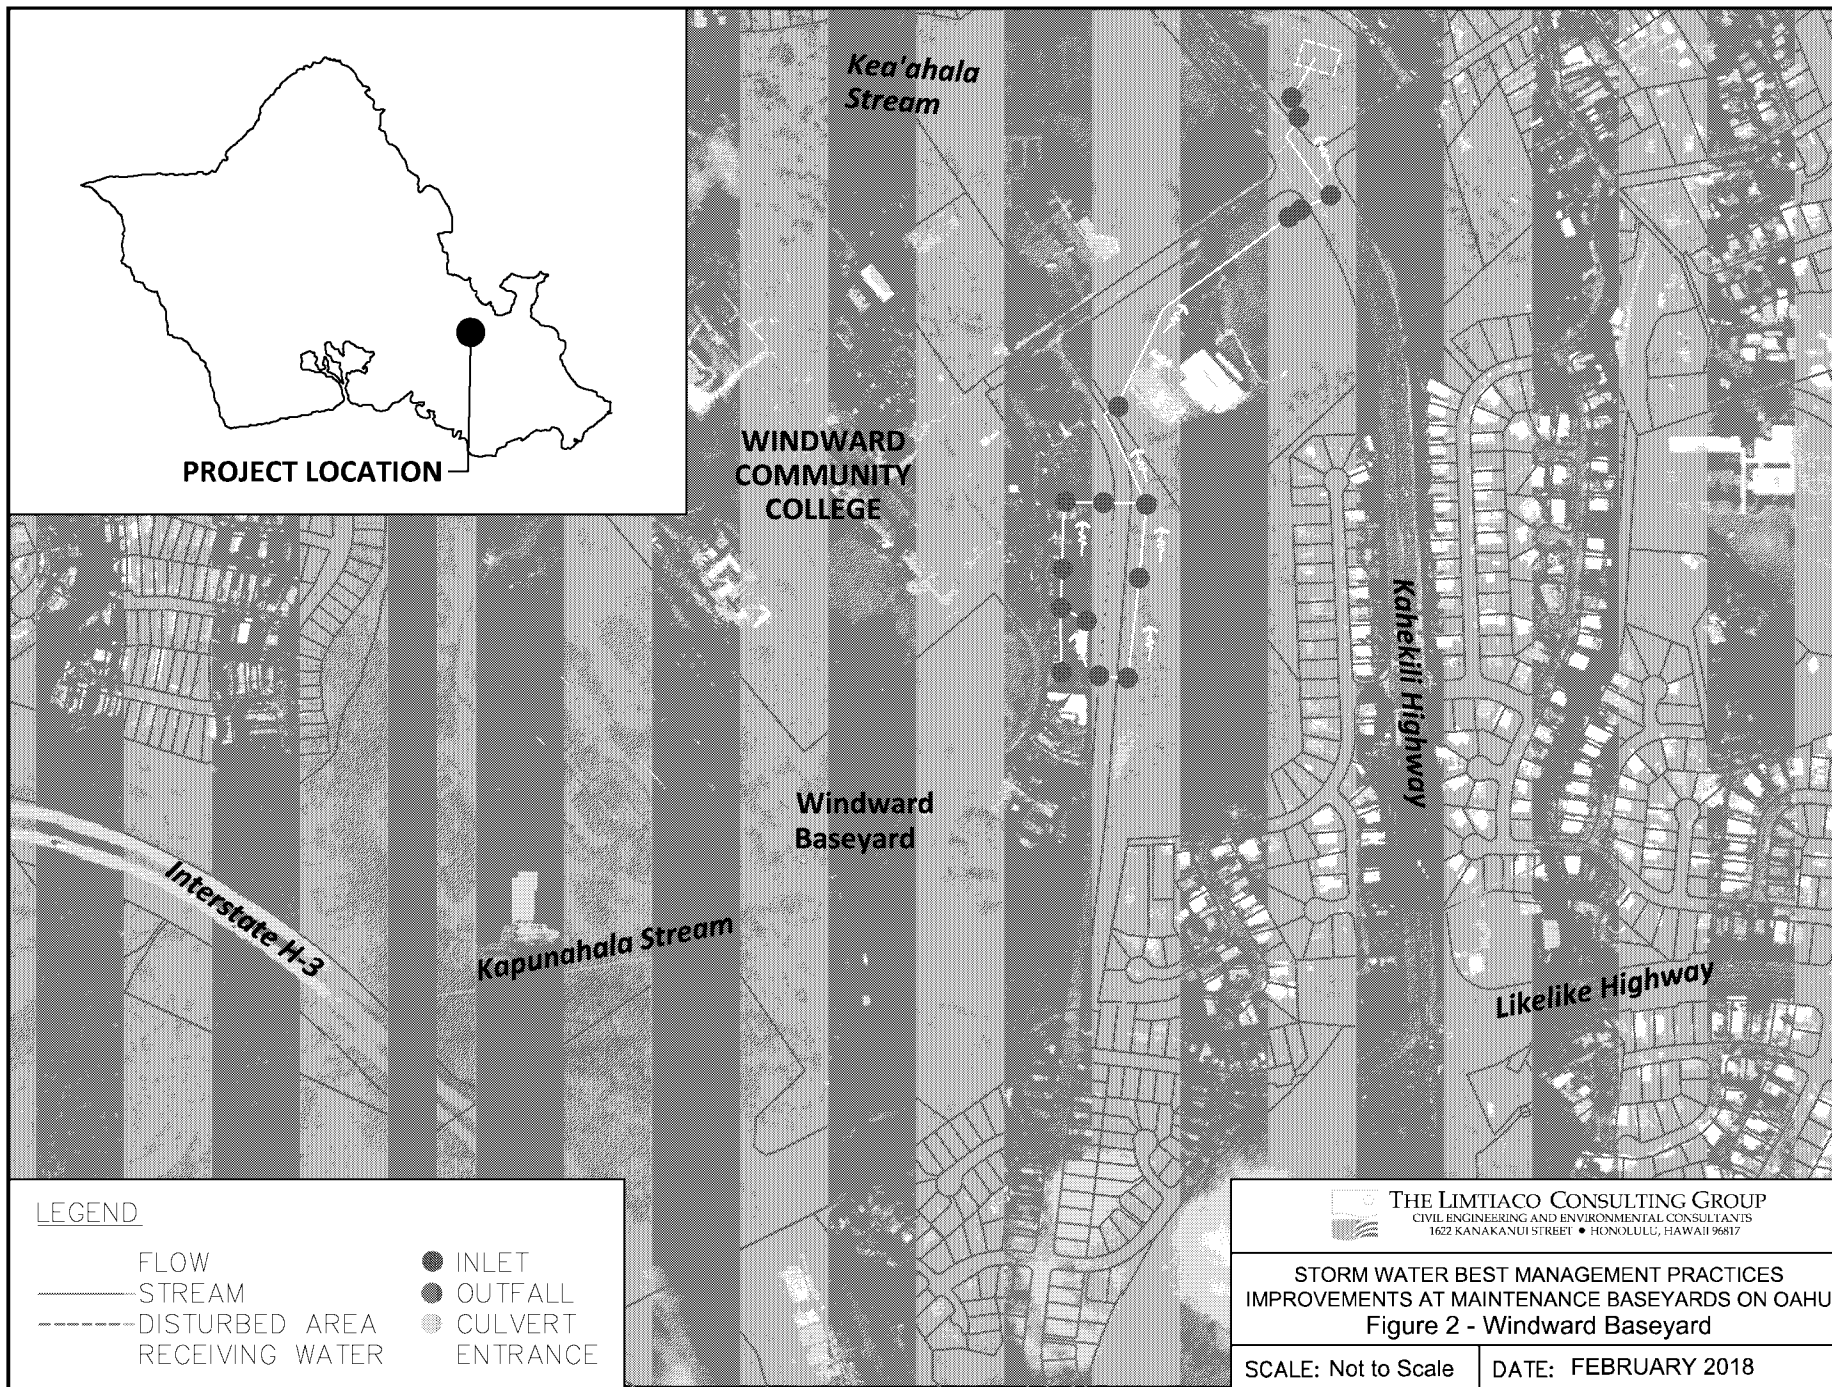 Kea'ahala
Stream
PROJECT LOCATION
WINDWARD
COMMUNITY
COLLEGE
Kahekili Highway
Windward
Baseyard
Interstate H-3
Kapunahala Stream
Likelike Highway
LEGEND
FLOW
STREAM
DISTURBED AREA
RECEIVING WATER
INLET
OUTFALL
CULVERT
ENTRANCE
THE LIMTIACO CONSULTING GROUP
CIVIL ENGINEERING AND ENVIRONMENTAL CONSULTANTS
1622 KANAKANUI STREET • HONOLULU, HAWAII 96817
STORM WATER BEST MANAGEMENT PRACTICES
IMPROVEMENTS AT MAINTENANCE BASEYARDS ON OAHU
Figure 2 - Windward Baseyard
SCALE: Not to Scale
DATE: FEBRUARY 2018